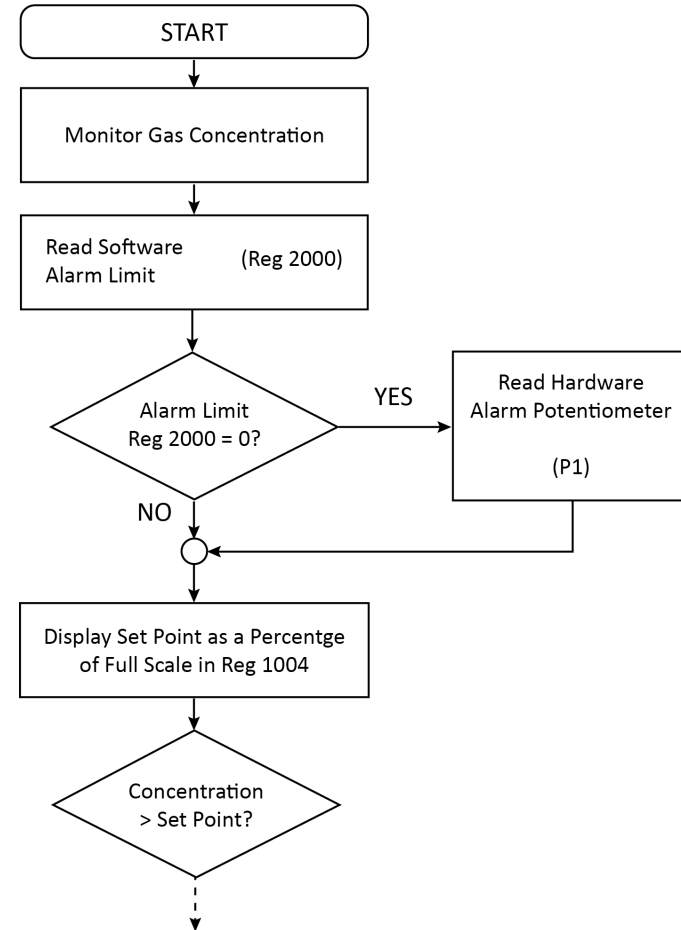 START
Monitor Gas Concentration
Read Software
Alarm Limit
(Reg 2000)
Alarm Limit
Reg 2000 = 0?
YES
Read Hardware
Alarm Potentiometer
(P1)
NO
Display Set Point as a Percentge
of Full Scale in Reg 1004
Concentration
> Set Point?